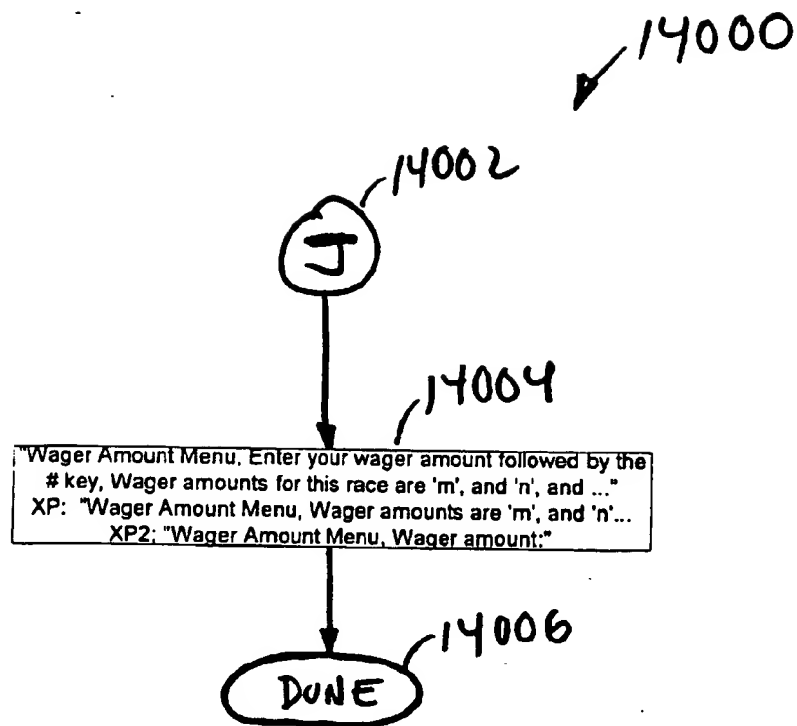 14000
14002
J
14004
"Wager Amount Menu, Enter your wager amount followed by the
# key, Wager amounts for this race are 'm', and 'n', and ..."
XP: "Wager Amount Menu, Wager amounts are 'm', and 'n'...
XP2: "Wager Amount Menu, Wager amount:"
14006
DONE